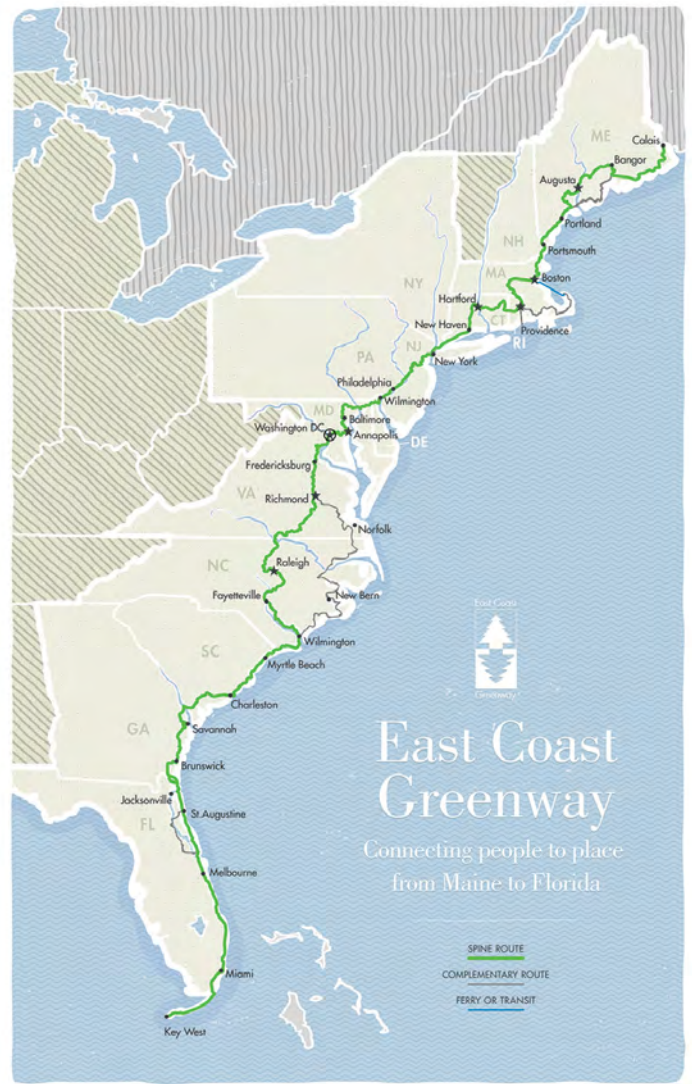 ME
Calais
Bangor
Augusta
Portland
NH
Portsmouth
MA
Boston
NY
Hartford
CT
Providence
RI
New Haven
NJ
New York
PA
Philadelphia
Wilmington
MD
Baltimore
Washington DC
Annapolis
DE
Fredericksburg
VA
Richmond
Norfolk
NC
Raleigh
Fayetteville
New Bern
Wilmington
SC
Myrtle Beach
Charleston
GA
Savannah
Brunswick
Jacksonville
St.Augustine
FL
Melbourne
Miami
Key West
East Coast
Greenway
East Coast
Greenway
Connecting people to place
from Maine to Florida
SPINE ROUTE
COMPLEMENTARY ROUTE
FERRY OR TRANSIT